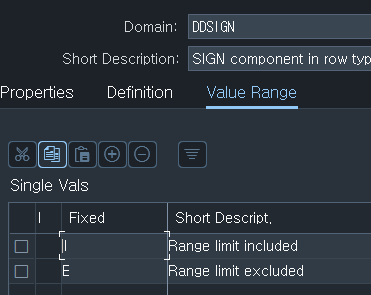 Domain: DDSIGN
Short Description: SIGN component in row typ
Properties Definition Value Range
Single Vals
I Fixed Short Descript.
I Range limit included
E Range limit excluded